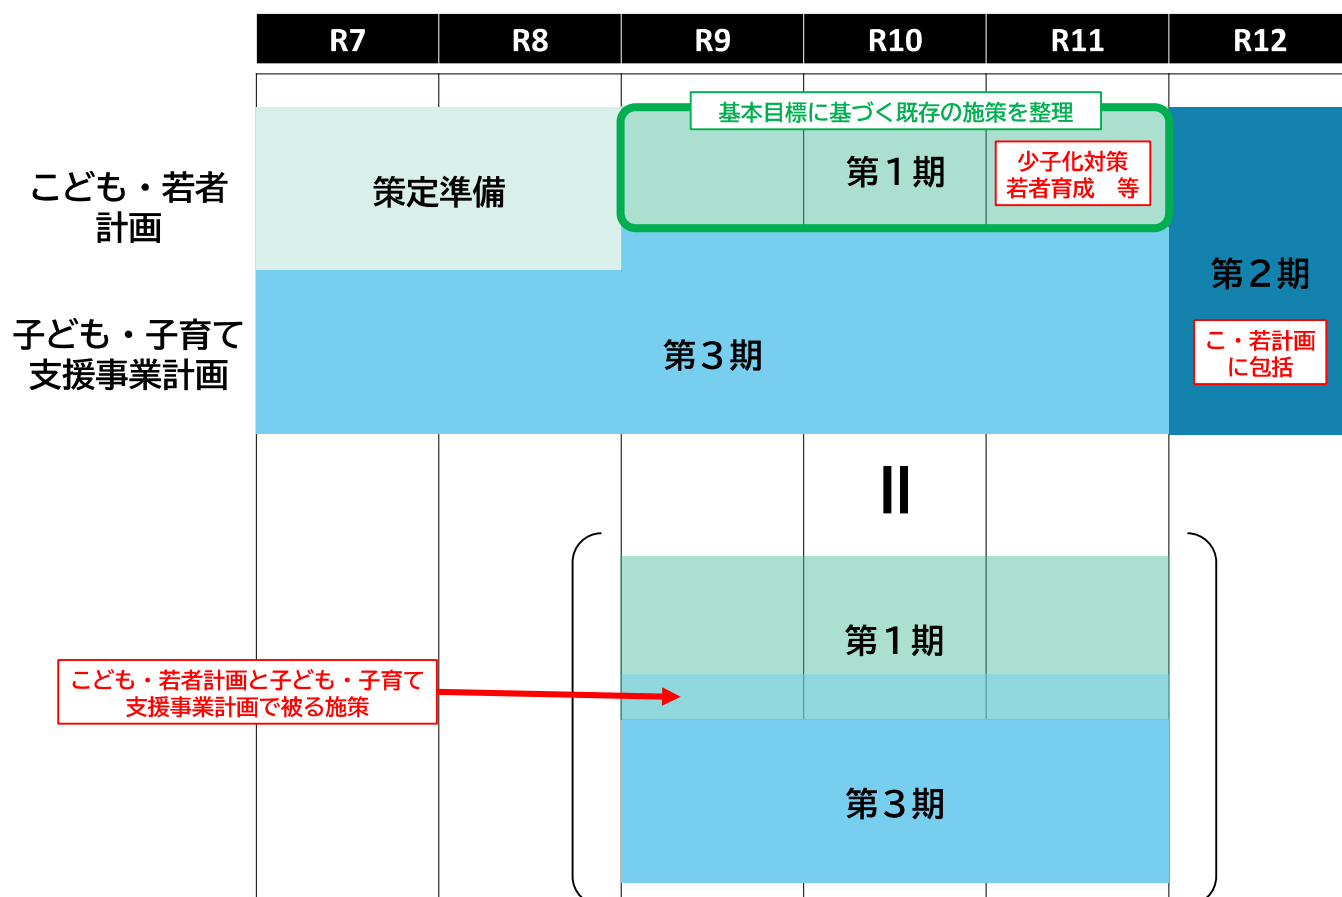 R7 R8 R9 R10 R11 R12
基本目標に基づく既存の施策を整理
こども・若者
計画
策定準備
第１期
少子化対策
若者育成　等
子ども・子育て
支援事業計画
第３期
第２期
こ・若計画
に包括
第１期
こども・若者計画と子ども・子育て
支援事業計画で被る施策
第３期